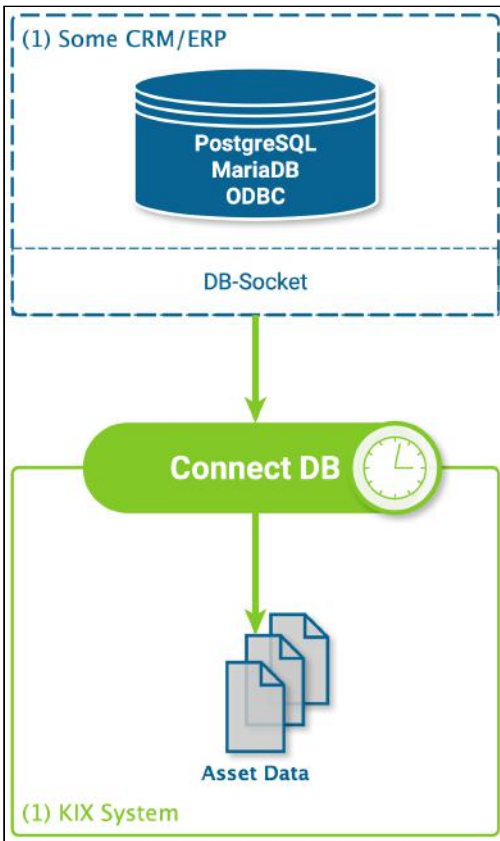 (1) Some CRM/ERP
PostgreSQL
MariaDB
ODBC
DB-Socket
Connect DB
Asset Data
(1) KIX System